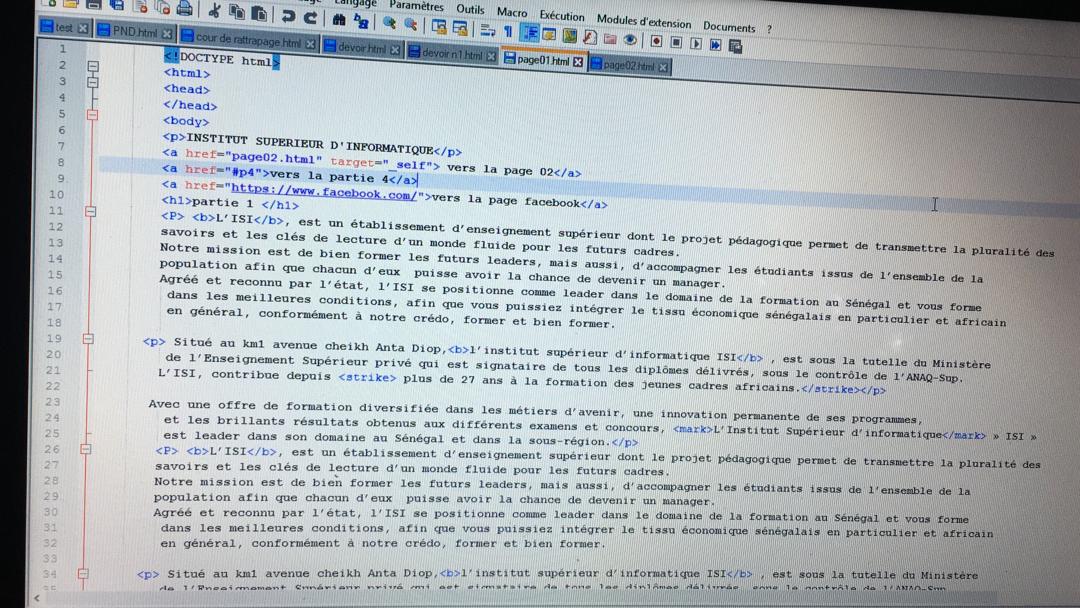 Langage Paramètres Outils Macro Exécution Modules d'extension Documents ?
test PND.html cour de rattrapage.html devoir.html devoir n1.html page01.html page02.html
1 <!DOCTYPE html>
2 <html>
3 <head>
4 </head>
5 <body>
6 <p>INSTITUT SUPERIEUR D'INFORMATIQUE</p>
7 <a href="page02.html" target="_self"> vers la page 02</a>
8 <a href="#p4">vers la partie 4</a>
9 <a href="https://www.facebook.com/">vers la page facebook</a>
10 <h1>partie 1 </h1>
11 <P> <b>L'ISI</b>, est un établissement d'enseignement supérieur dont le projet pédagogique permet de transmettre la pluralité des
12 savoirs et les clés de lecture d'un monde fluide pour les futurs cadres.
13 Notre mission est de bien former les futurs leaders, mais aussi, d'accompagner les étudiants issus de l'ensemble de la
14 population afin que chacun d'eux puisse avoir la chance de devenir un manager.
15 Agréé et reconnu par l'état, l'ISI se positionne comme leader dans le domaine de la formation au Sénégal et vous forme
16 dans les meilleures conditions, afin que vous puissiez intégrer le tissu économique sénégalais en particulier et africain
17 en général, conformément à notre crédo, former et bien former.
18
19 <p> Situé au km1 avenue cheikh Anta Diop,<b>l'institut supérieur d'informatique ISI</b> , est sous la tutelle du Ministère
20 de l'Enseignement Supérieur privé qui est signataire de tous les diplômes délivrés, sous le contrôle de l'ANAQ-Sup.
21 L'ISI, contribue depuis <strike> plus de 27 ans à la formation des jeunes cadres africains.</strike></p>
22
23 Avec une offre de formation diversifiée dans les métiers d'avenir, une innovation permanente de ses programmes,
24 et les brillants résultats obtenus aux différents examens et concours, <mark>L'Institut Supérieur d'informatique</mark> » ISI »
25 est leader dans son domaine au Sénégal et dans la sous-région.</p>
26 <P> <b>L'ISI</b>, est un établissement d'enseignement supérieur dont le projet pédagogique permet de transmettre la pluralité des
27 savoirs et les clés de lecture d'un monde fluide pour les futurs cadres.
28 Notre mission est de bien former les futurs leaders, mais aussi, d'accompagner les étudiants issus de l'ensemble de la
29 population afin que chacun d'eux puisse avoir la chance de devenir un manager.
30 Agréé et reconnu par l'état, l'ISI se positionne comme leader dans le domaine de la formation au Sénégal et vous forme
31 dans les meilleures conditions, afin que vous puissiez intégrer le tissu économique sénégalais en particulier et africain
32 en général, conformément à notre crédo, former et bien former.
33
34 <p> Situé au km1 avenue cheikh Anta Diop,<b>l'institut supérieur d'informatique ISI</b> , est sous la tutelle du Ministère
de l'Enseignement Supérieur privé qui est signataire de tous les diplômes délivrés, sous le contrôle de l'ANAQ-Sup.